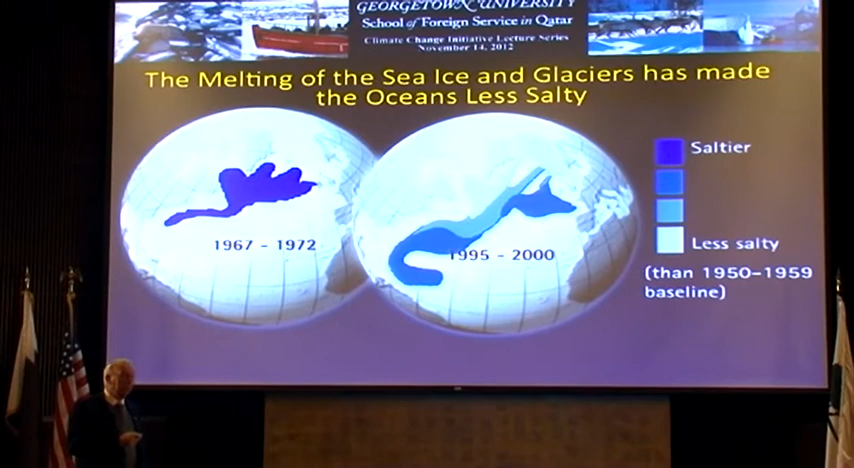 GEORGETOWN UNIVERSITY
School of Foreign Service in Qatar
Climate Change Initiative Lecture Series
November 14, 2012
The Melting of the Sea Ice and Glaciers has made
the Oceans Less Salty
Saltier
1967 - 1972
1995 - 2000
Less salty
(than 1950-1959
baseline)